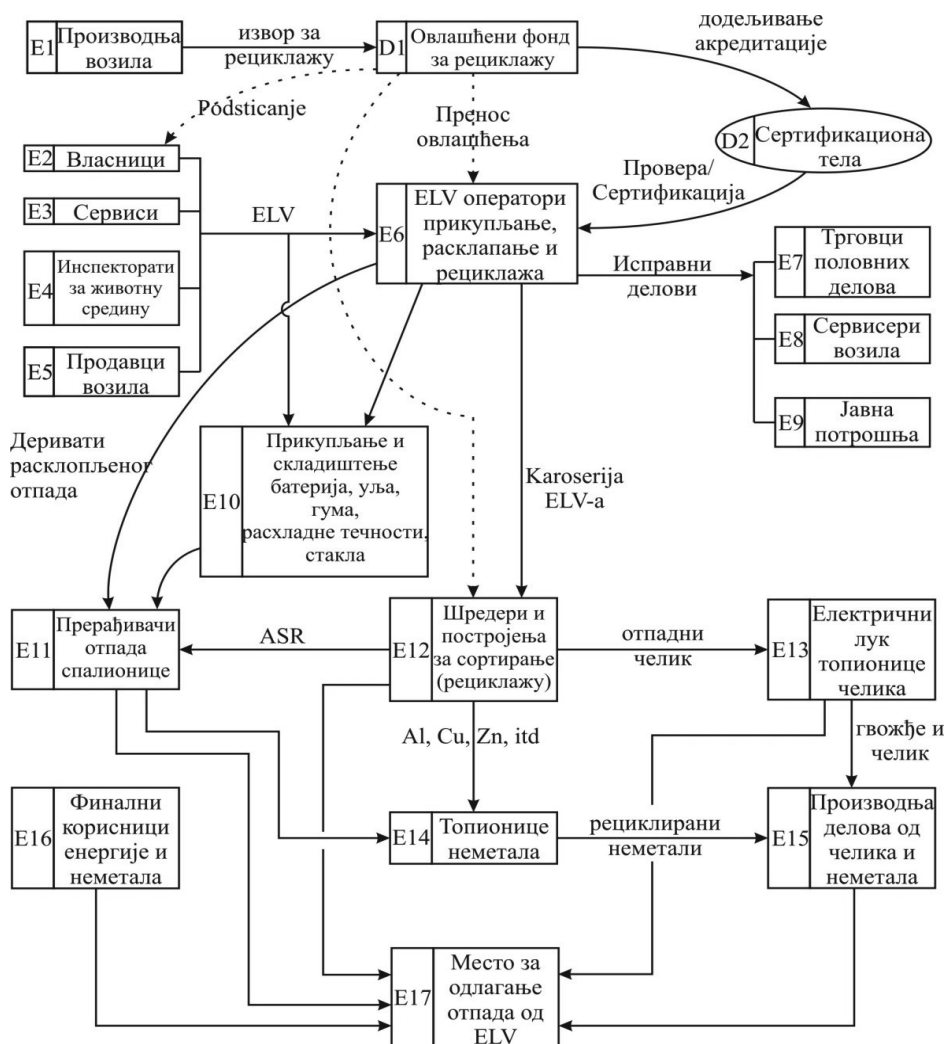 E1
Производња
возила
извор за
рециклажу
D1
Овлашћени фонд
за рециклажу
додељивање
акредитације
Podsticanje
Пренос
овлашћења
D2
Сертификациона
тела
Провера/
Сертификација
E2
Власници
E3
Сервиси
E4
Инспекторати
за животну
средину
E5
Продавци
возила
ELV
E6
ELV оператори
прикупљање,
расклапање и
рециклажа
Исправни
делови
E7
Трговци
половних
делова
E8
Сервисери
возила
E9
Јавна
потрошња
Деривати
расклопљеног
отпада
E10
Прикупљање и
складиштење
батерија, уља,
гума,
расхладне течности,
стакла
Karoserija
ELV-a
E11
Прерађивачи
отпада
спалионице
ASR
E12
Шредери и
постројења
за сортирање
(рециклажу)
отпадни
челик
E13
Електрични
лук
топионице
челика
Al, Cu, Zn, itd
гвожђе и
челик
E16
Финални
корисници
енергије и
неметала
E14
Топионице
неметала
рециклирани
неметали
E15
Производња
делова од
челика и
неметала
E17
Место за
одлагање
отпада од
ELV